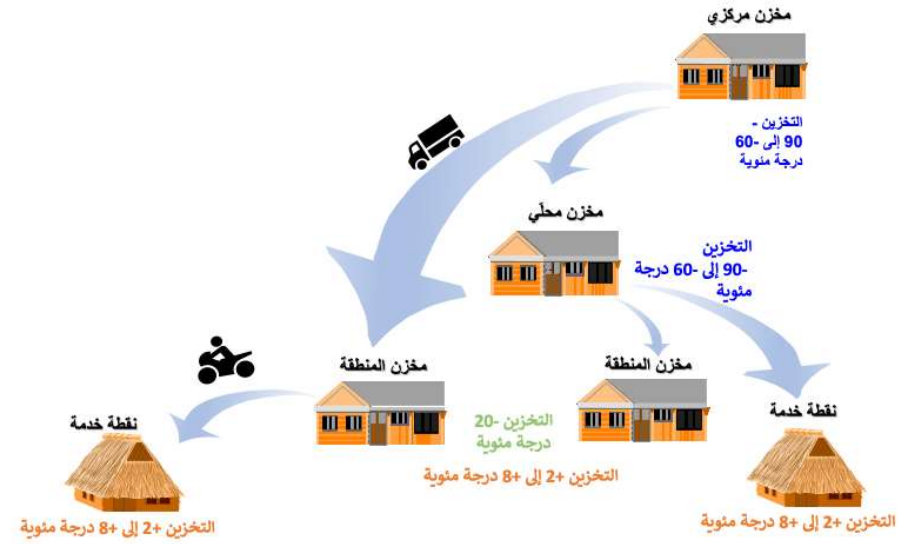 مخزن مركزي
التخزين -
90 إلى -60
درجة مئوية
مخزن محلّي
التخزين
-90 إلى -60 درجة
مئوية
مخزن المنطقة
مخزن المنطقة
نقطة خدمة
نقطة خدمة
التخزين -20
درجة مئوية
التخزين +2 إلى +8 درجة مئوية
التخزين +2 إلى +8 درجة مئوية
التخزين +2 إلى +8 درجة مئوية